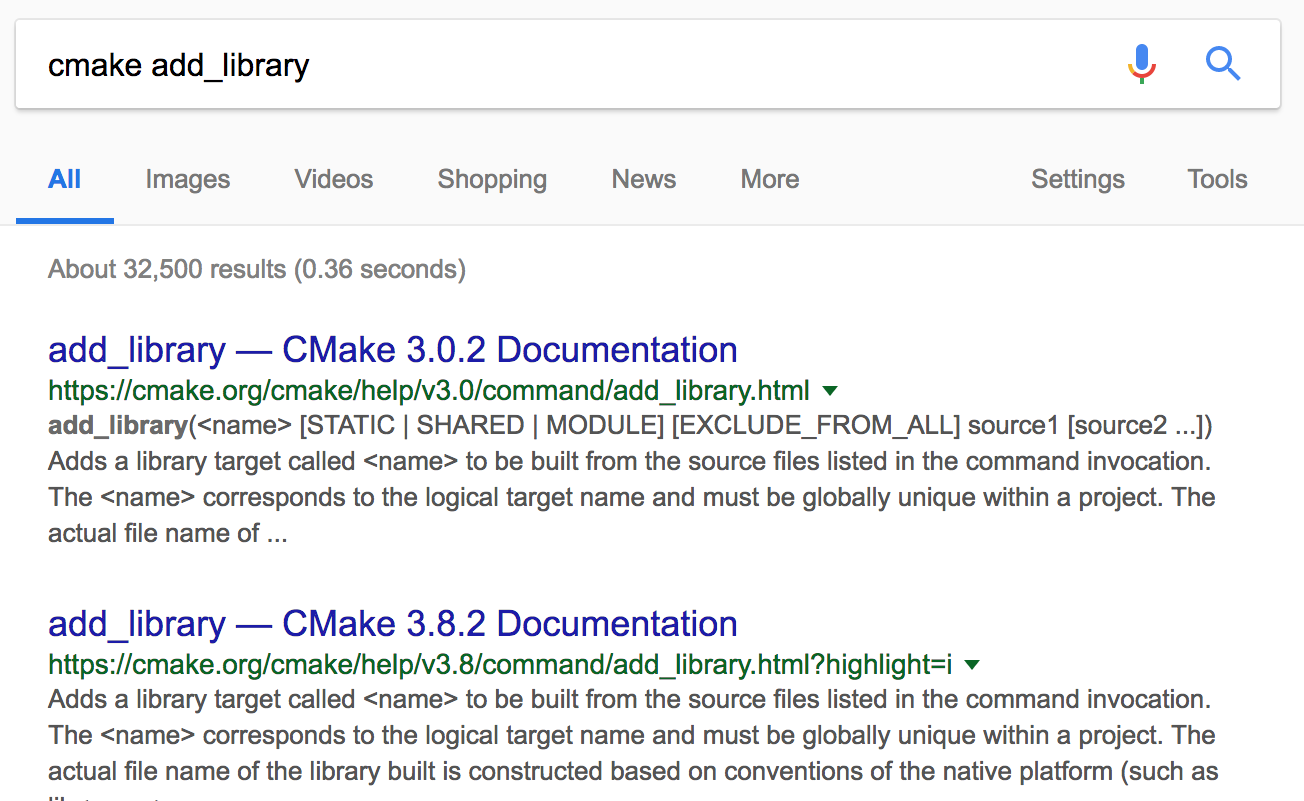 cmake add_library
All Images Videos Shopping News More Settings Tools
About 32,500 results (0.36 seconds)
add_library — CMake 3.0.2 Documentation
https://cmake.org/cmake/help/v3.0/command/add_library.html
add_library(<name> [STATIC | SHARED | MODULE] [EXCLUDE_FROM_ALL] source1 [source2 ...])
Adds a library target called <name> to be built from the source files listed in the command invocation.
The <name> corresponds to the logical target name and must be globally unique within a project. The
actual file name of ...
add_library — CMake 3.8.2 Documentation
https://cmake.org/cmake/help/v3.8/command/add_library.html?highlight=i
Adds a library target called <name> to be built from the source files listed in the command invocation.
The <name> corresponds to the logical target name and must be globally unique within a project. The
actual file name of the library built is constructed based on conventions of the native platform (such as